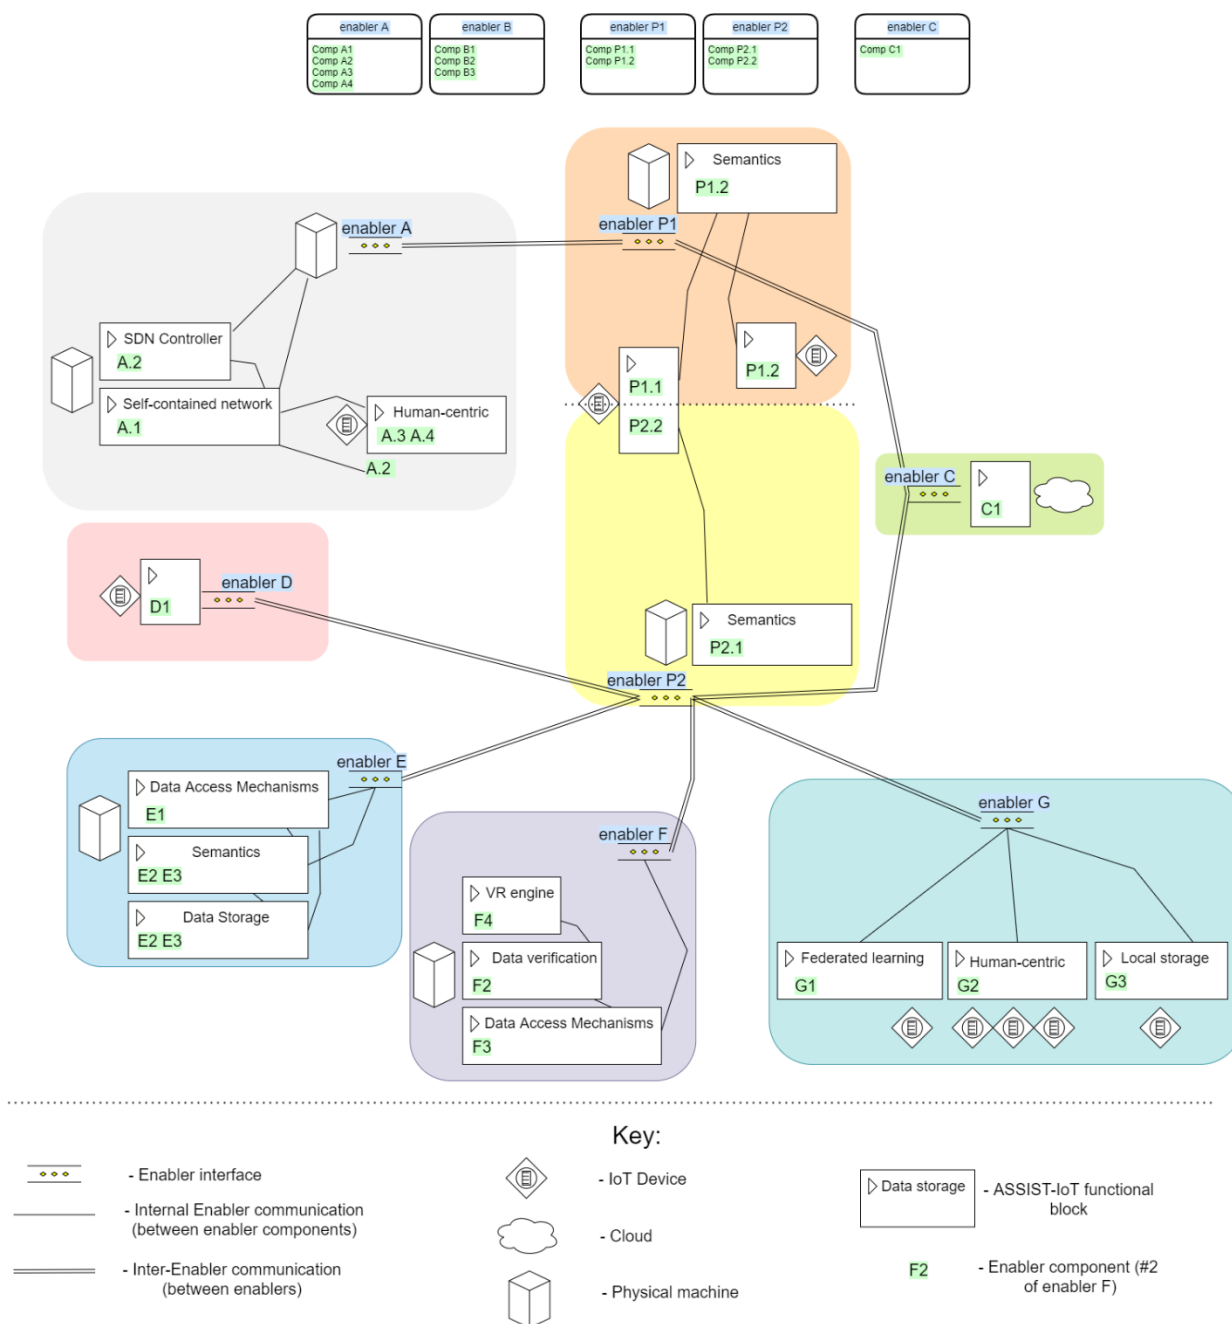 enabler A
Comp A1
Comp A2
Comp A3
Comp A4
enabler B
Comp B1
Comp B2
Comp B3
enabler P1
Comp P1.1
Comp P1.2
enabler P2
Comp P2.1
Comp P2.2
enabler C
Comp C1
Semantics
P1.2
enabler A
enabler P1
SDN Controller
A.2
P1.2
P1.1
P2.2
Self-contained network
A.1
Human-centric
A.3 A.4
A.2
enabler C
C1
enabler D
D1
Semantics
P2.1
enabler P2
enabler E
Data Access Mechanisms
E1
Semantics
E2 E3
Data Storage
E2 E3
enabler F
VR engine
F4
Data verification
F2
Data Access Mechanisms
F3
enabler G
Federated learning
G1
Human-centric
G2
Local storage
G3
Key:
- Enabler interface
- Internal Enabler communication
(between enabler components)
- Inter-Enabler communication
(between enablers)
- IoT Device
- Cloud
- Physical machine
Data storage
- ASSIST-IoT functional
block
F2
- Enabler component (#2
of enabler F)